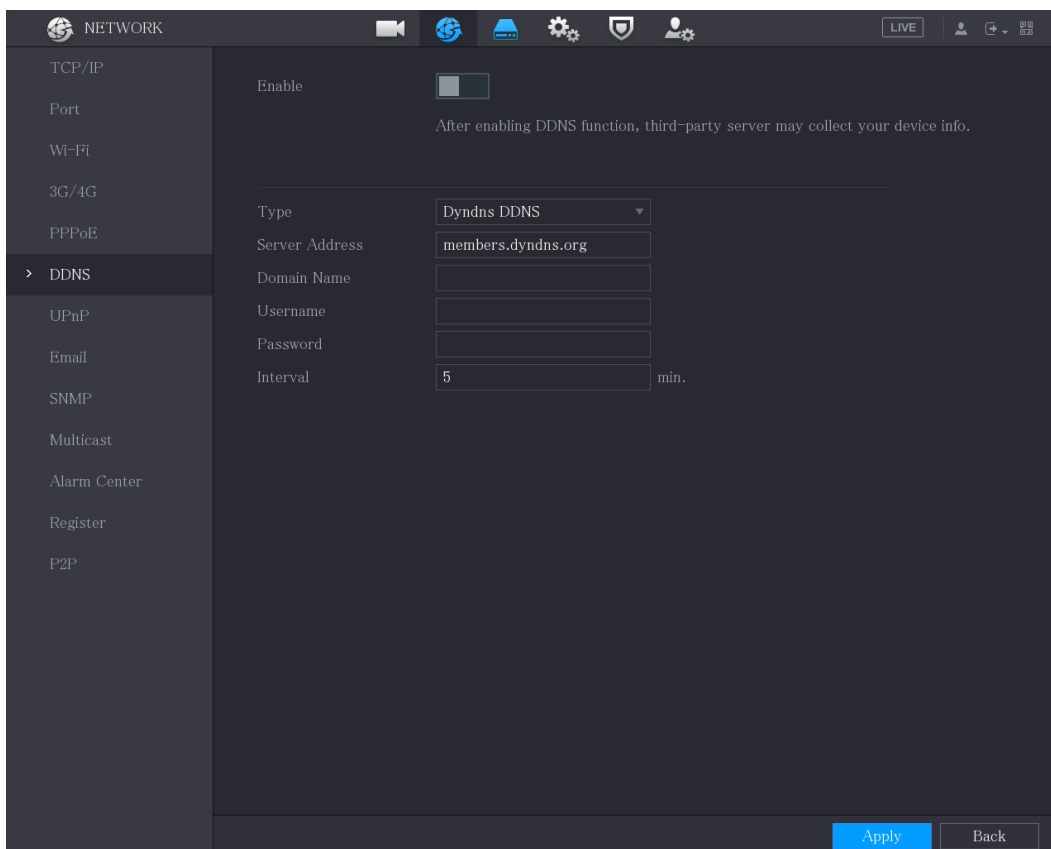 NETWORK
LIVE
TCP/IP
Port
Wi-Fi
3G/4G
PPPoE
DDNS
UPnP
Email
SNMP
Multicast
Alarm Center
Register
P2P
Enable
After enabling DDNS function, third-party server may collect your device info.
Type Dyndns DDNS
Server Address members.dyndns.org
Domain Name
Username
Password
Interval 5 min.
Apply Back